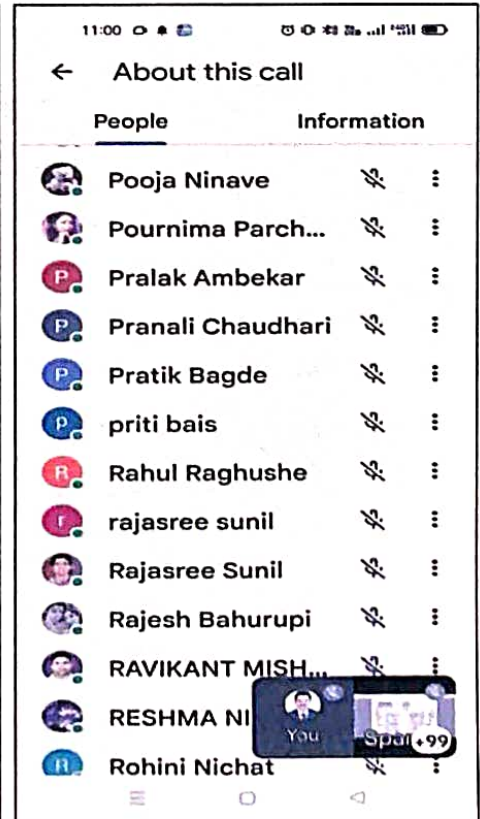 11:00
About this call
People Information
Pooja Ninave
Pournima Parch...
P Pralak Ambekar
P Pranali Chaudhari
P Pratik Bagde
p priti bais
R Rahul Raghushe
r rajasree sunil
Rajasree Sunil
Rajesh Bahurupi
RAVIKANT MISH...
RESHMA NI
You
+99
R Rohini Nichat